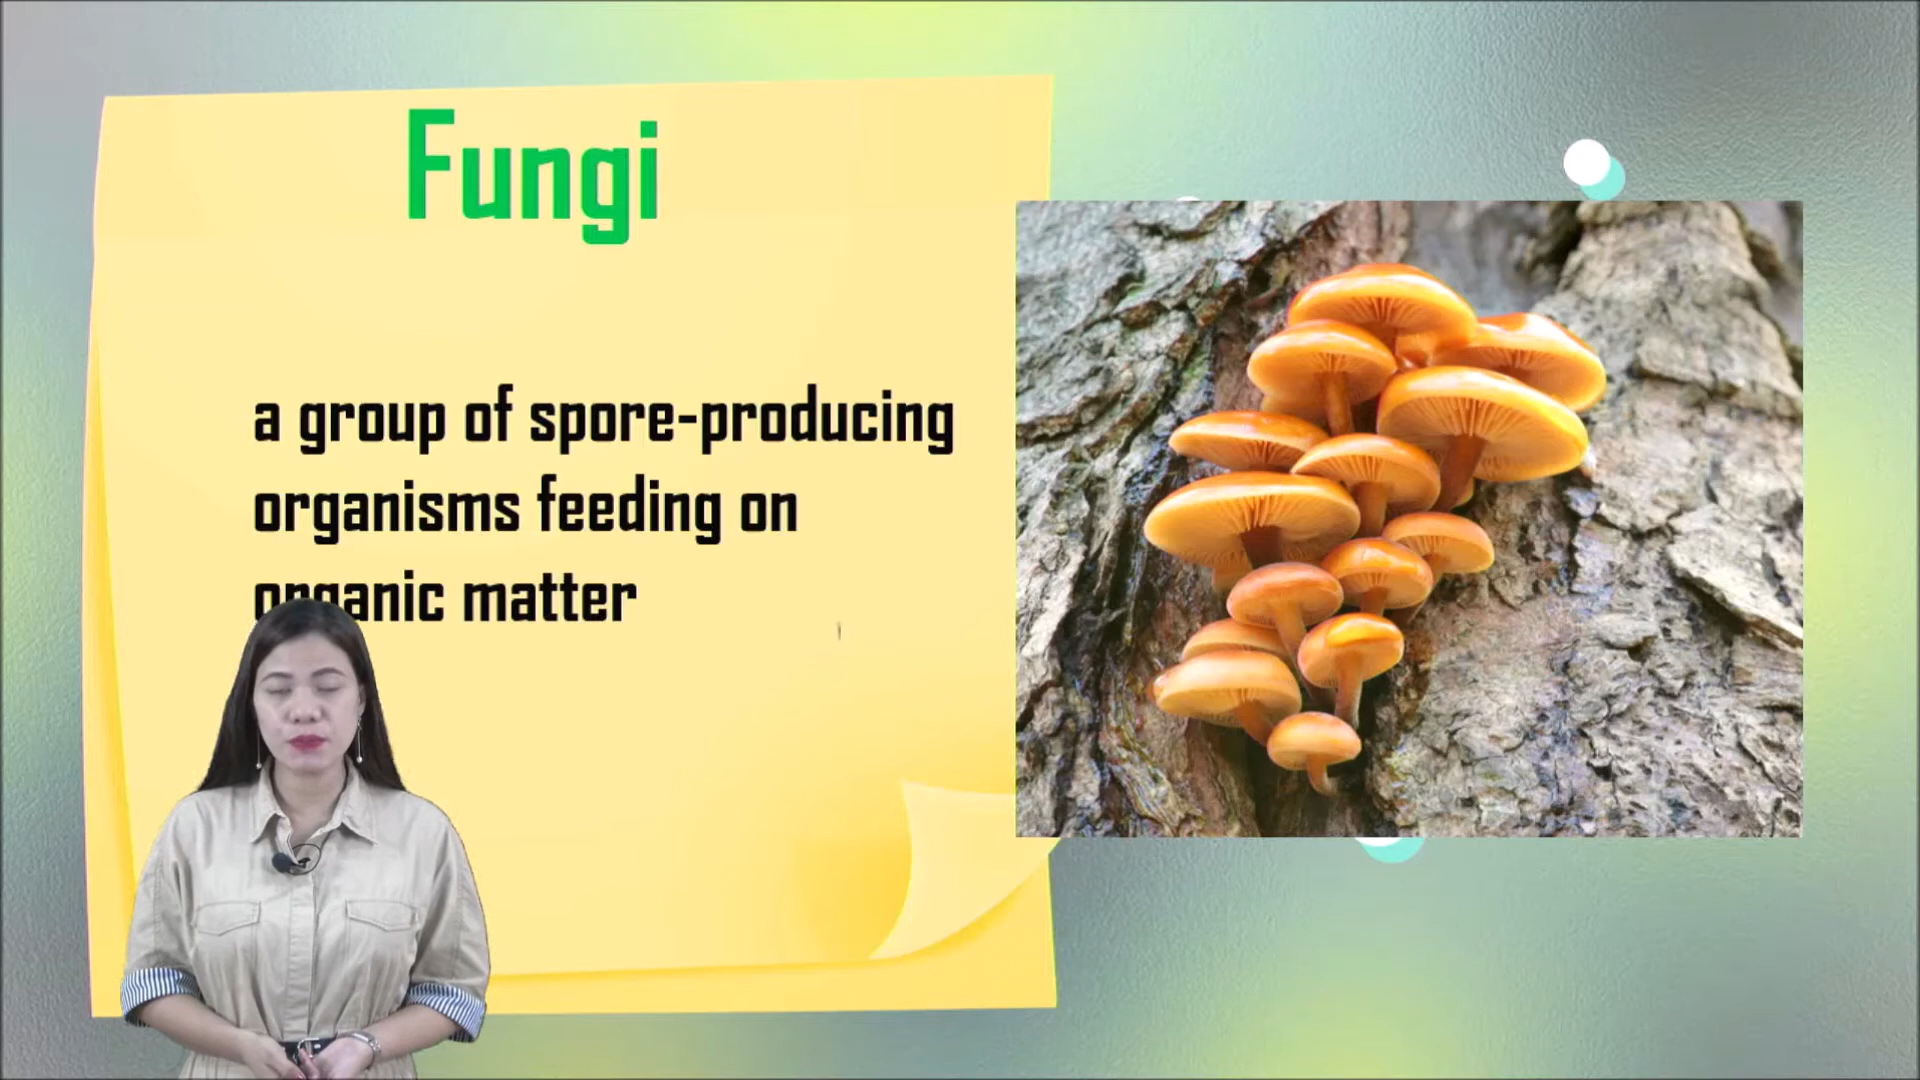 Fungi
a group of spore-producing
organisms feeding on
organic matter